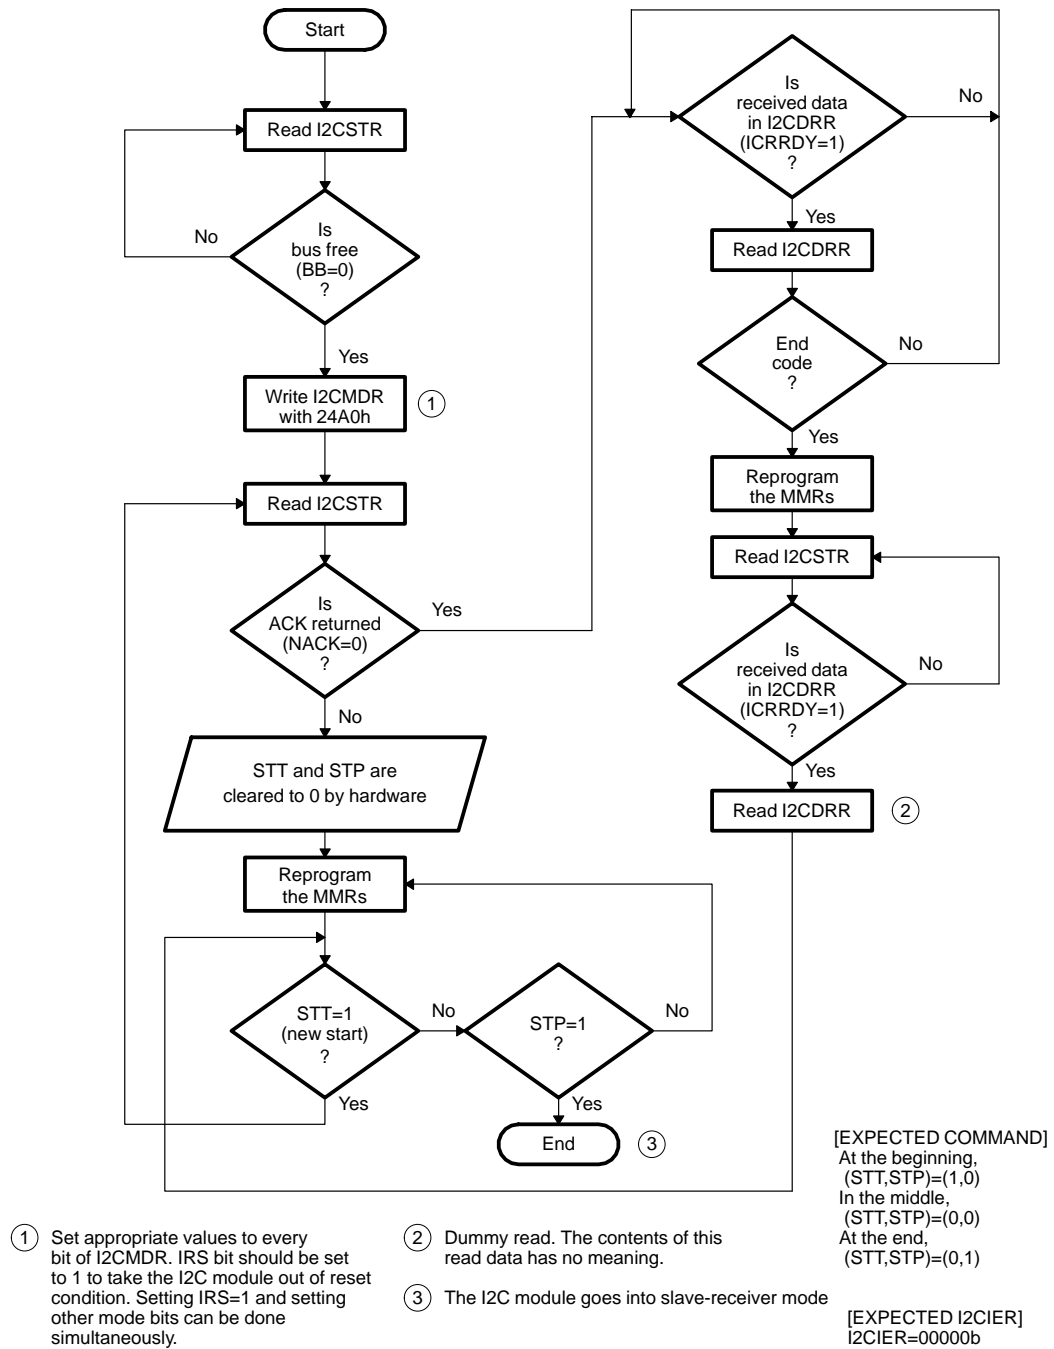 Start
Read I2CSTR
Is
bus free
(BB=0)
?
No
Yes
Write I2CMDR
with 24A0h
1
Read I2CSTR
Is
ACK returned
(NACK=0)
?
Yes
No
STT and STP are
cleared to 0 by hardware
Reprogram
the MMRs
STT=1
(new start)
?
No
Yes
STP=1
?
No
Yes
End
3
Is
received data
in I2CDRR
(ICRRDY=1)
?
No
Yes
Read I2CDRR
End
code
?
No
Yes
Reprogram
the MMRs
Read I2CSTR
Is
received data
in I2CDRR
(ICRRDY=1)
?
No
Yes
Read I2CDRR
2
[EXPECTED COMMAND]
At the beginning,
(STT,STP)=(1,0)
In the middle,
(STT,STP)=(0,0)
At the end,
(STT,STP)=(0,1)
1 Set appropriate values to every
bit of I2CMDR. IRS bit should be set
to 1 to take the I2C module out of reset
condition. Setting IRS=1 and setting
other mode bits can be done
simultaneously.
2 Dummy read. The contents of this
read data has no meaning.
3 The I2C module goes into slave-receiver mode
[EXPECTED I2CIER]
I2CIER=00000b